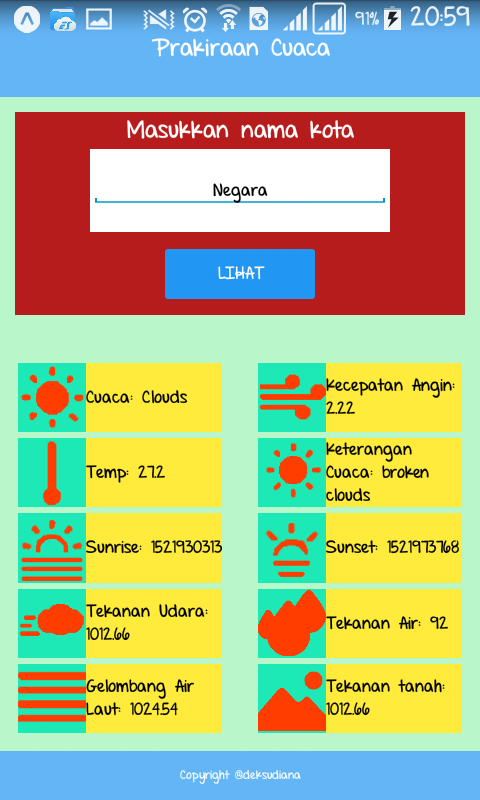 91% 20:59
Prakiraan Cuaca
Masukkan nama kota
Negara
LIHAT
Cuaca: Clouds
Kecepatan Angin:
2.22
Temp: 27.2
Keterangan
Cuaca: broken
clouds
Sunrise: 1521930313
Sunset: 1521973768
Tekanan Udara:
1012.66
Tekanan Air: 92
Gelombang Air
Laut: 1024.54
Tekanan tanah:
1012.66
Copyright @deksudiana